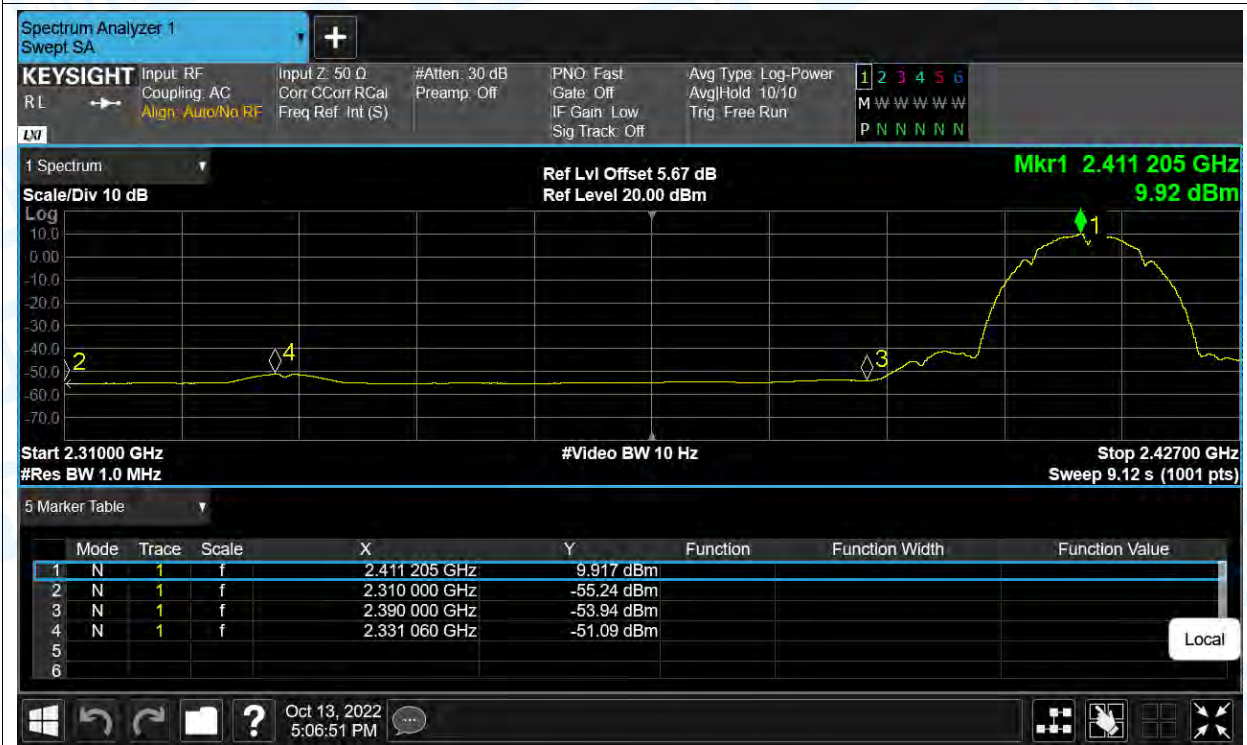 Spectrum Analyzer 1
Swept SA
+
KEYSIGHT Input: RF Input Z: 50 Ω #Atten: 30 dB PNO: Fast Avg Type: Log-Power 1 2 3 4 5 6
R L Coupling: AC Corr CCorr RCal Preamp: Off Gate: Off Avg|Hold: 10/10 M W W W W W
Align: Auto/No RF Freq Ref: Int (S) IF Gain: Low Trig: Free Run
LXI Sig Track: Off P N N N N N
1 Spectrum Ref Lvl Offset 5.67 dB Mkr1 2.411 205 GHz
Scale/Div 10 dB Ref Level 20.00 dBm 9.92 dBm
Log
1
10.0
0.00
-10.0
-20.0
-30.0
-40.0
2 4 3
-50.0
-60.0
-70.0
Start 2.31000 GHz #Video BW 10 Hz Stop 2.42700 GHz
#Res BW 1.0 MHz Sweep 9.12 s (1001 pts)
5 Marker Table
Mode Trace Scale X Y Function Function Width Function Value
1 N 1 f 2.411 205 GHz 9.917 dBm
2 N 1 f 2.310 000 GHz -55.24 dBm
3 N 1 f 2.390 000 GHz -53.94 dBm
4 N 1 f 2.331 060 GHz -51.09 dBm
5
6
Local
? Oct 13, 2022
5:06:51 PM